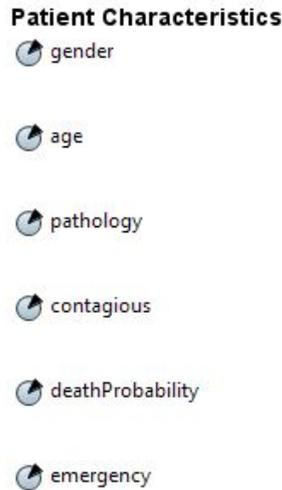 Patient Characteristics
gender
age
pathology
contagious
deathProbability
emergency